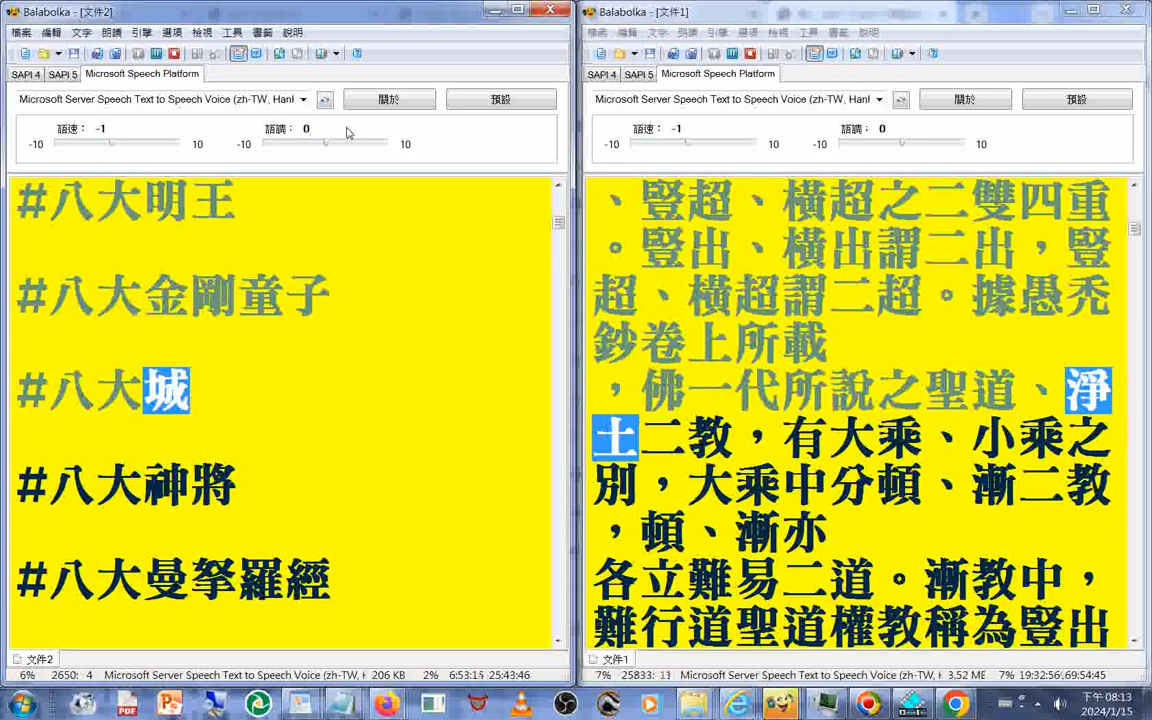 Balabolka - [文件2]
檔案 編輯 文字 朗讀 引擎 選項 檢視 工具 書籤 說明
SAPI 4 SAPI 5 Microsoft Speech Platform
Microsoft Server Speech Text to Speech Voice (zh-TW, Hanl
關於 預設
語速： -1 語調： 0
-10 10 -10 10
#八大明王
#八大金剛童子
#八大城
#八大神將
#八大曼拏羅經
文件2
6% 2650: 4 Microsoft Server Speech Text to Speech Voice (zh-TW, H 206 KB 2% 6:53:15 25:43:46
Balabolka - [文件1]
檔案 編輯 文字 朗讀 引擎 選項 檢視 工具 書籤 說明
SAPI 4 SAPI 5 Microsoft Speech Platform
Microsoft Server Speech Text to Speech Voice (zh-TW, Hanl
關於 預設
語速： -1 語調： 0
-10 10 -10 10
、豎超、橫超之二雙四重
。豎出、橫出謂二出，豎
超、橫超謂二超。據愚禿
鈔卷上所載
，佛一代所說之聖道、淨
土二教，有大乘、小乘之
別，大乘中分頓、漸二教
，頓、漸亦
各立難易二道。漸教中，
難行道聖道權教稱為豎出
文件1
7% 25833: 11 Microsoft Server Speech Text to Speech Voice (zh-TW, H 3.52 ME 7% 19:32:56:69:54:45
下午 08:13
2024/1/15